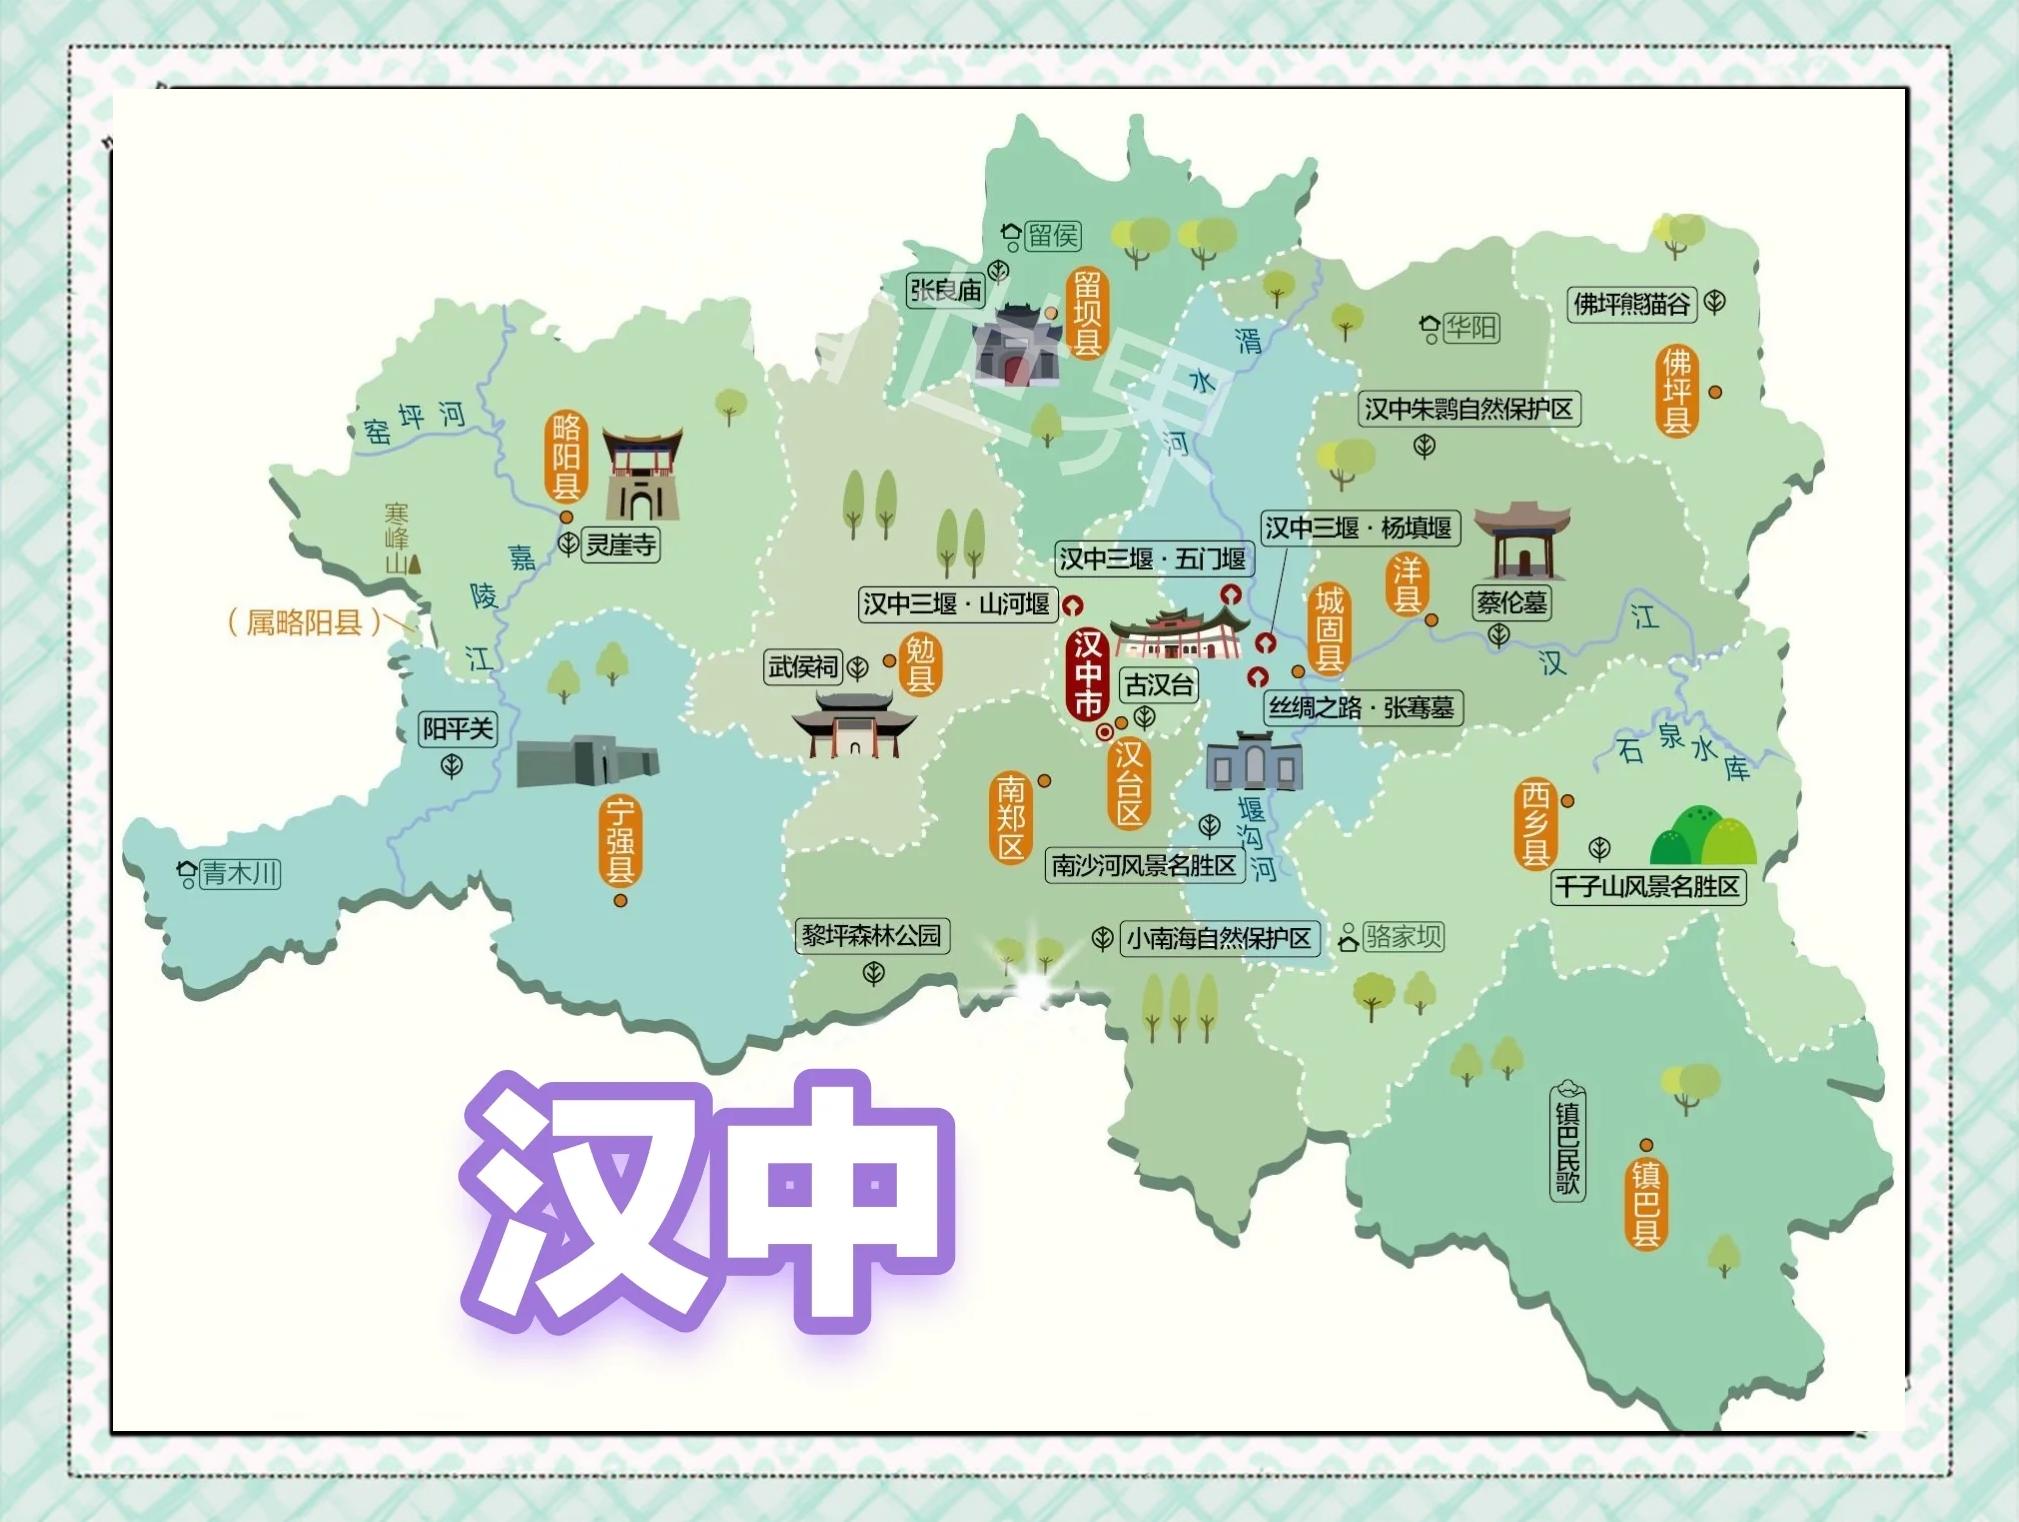 留侯
张良庙
留坝县
世界
湑水河
华阳
佛坪熊猫谷
佛坪县
汉中朱鹮自然保护区
窑坪河
略阳县
灵崖寺
寒峰山
嘉陵江
（属略阳县）
汉中三堰·杨填堰
汉中三堰·五门堰
汉中三堰·山河堰
洋县
蔡伦墓
城固县
汉江
勉县
武侯祠
汉中市
古汉台
丝绸之路·张骞墓
阳平关
汉台区
南郑区
石泉水库
宁强县
西乡县
堰沟河
南沙河风景名胜区
千子山风景名胜区
青木川
黎坪森林公园
小南海自然保护区
骆家坝
镇巴民歌
镇巴县
汉中